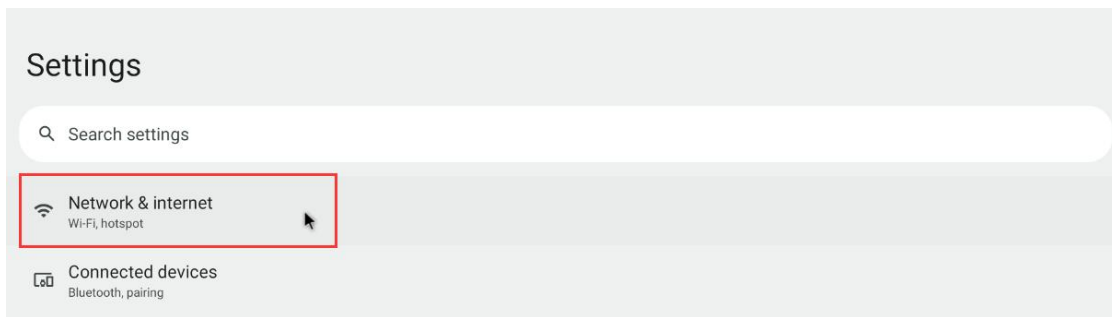 Settings
Search settings
Network & internet
Wi-Fi, hotspot
Connected devices
Bluetooth, pairing